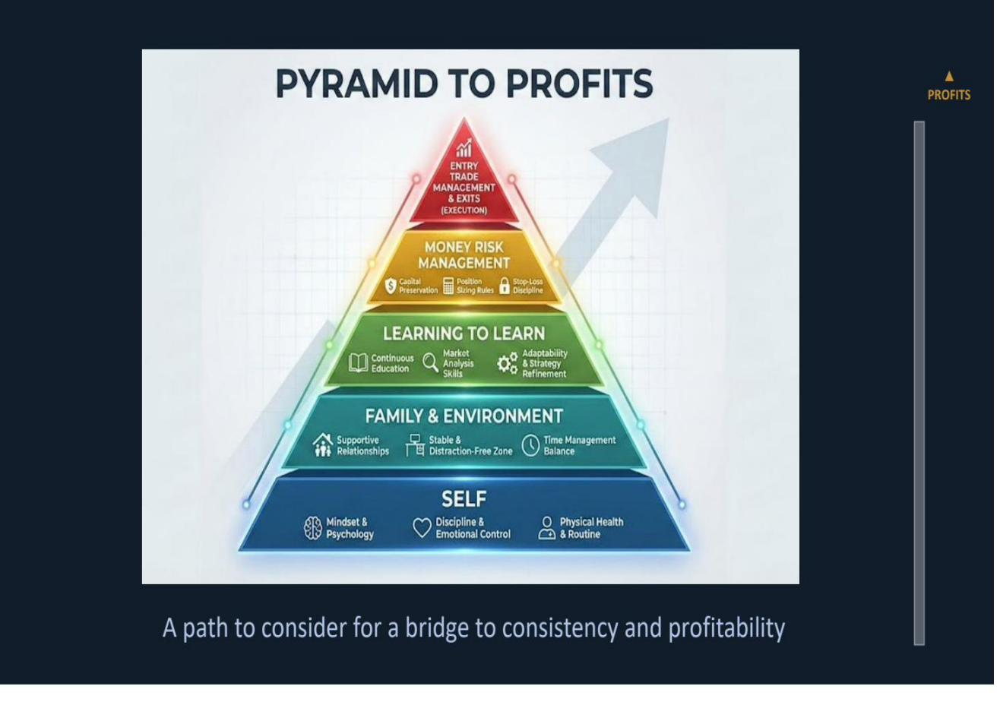 PYRAMID TO PROFITS
▲
PROFITS
ENTRY
TRADE
MANAGEMENT
& EXITS
(EXECUTION)
MONEY RISK
MANAGEMENT
Capital
Preservation
Position
Sizing Rules
Stop-Loss
Discipline
LEARNING TO LEARN
Continuous
Education
Market
Analysis
Skills
Adaptability
& Strategy
Refinement
FAMILY & ENVIRONMENT
Supportive
Relationships
Stable &
Distraction-Free Zone
Time Management
Balance
SELF
Mindset &
Psychology
Discipline &
Emotional Control
Physical Health
& Routine
A path to consider for a bridge to consistency and profitability